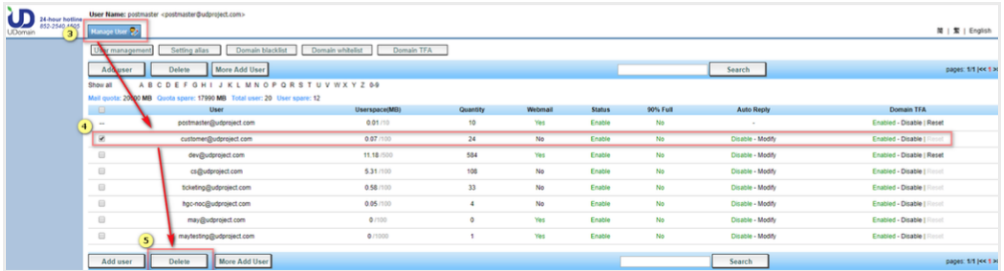 User Name: postmaster <postmaster@udproject.com>
UD
UDomain
24-hour hotline
3
Manage User
繁 | English
User management Setting alias Domain blacklist Domain whitelist Domain TFA
Add user Delete More Add User Search pages: 1/1 |<< 1
Show all A B C D E F G H I J K L M N O P Q R S T U V W X Y Z 0-9
Mail quota: 20000 MB Quota spare: 17990 MB Total user: 20 User spare: 12
User Userspace(MB) Quantity Webmail Status 90% Full Auto Reply Domain TFA
4
--- postmaster@udproject.com 0.01 /10 10 Yes Enable No - Enabled - Disable | Reset
customer@udproject.com 0.07 /100 24 No Enable No Disable - Modify Enabled - Disable | Reset
dev@udproject.com 11.18 /500 584 Yes Enable No Disable - Modify Enabled - Disable | Reset
cs@udproject.com 5.31 /100 108 No Enable No Disable - Modify Enabled - Disable | Reset
ticketing@udproject.com 0.58 /100 33 No Enable No Disable - Modify Enabled - Disable | Reset
hgc-noc@udproject.com 0.05 /100 4 No Enable No Disable - Modify Enabled - Disable | Reset
may@udproject.com 0 /100 0 Yes Enable No Disable - Modify Enabled - Disable | Reset
maytesting@udproject.com 0 /1000 1 Yes Enable No Disable - Modify Enabled - Disable | Reset
5
Add user Delete More Add User Search pages: 1/1 |<< 1